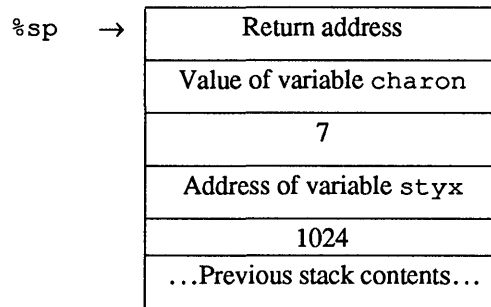 %sp → Return address
Value of variable charon
7
Address of variable styx
1024
...Previous stack contents...